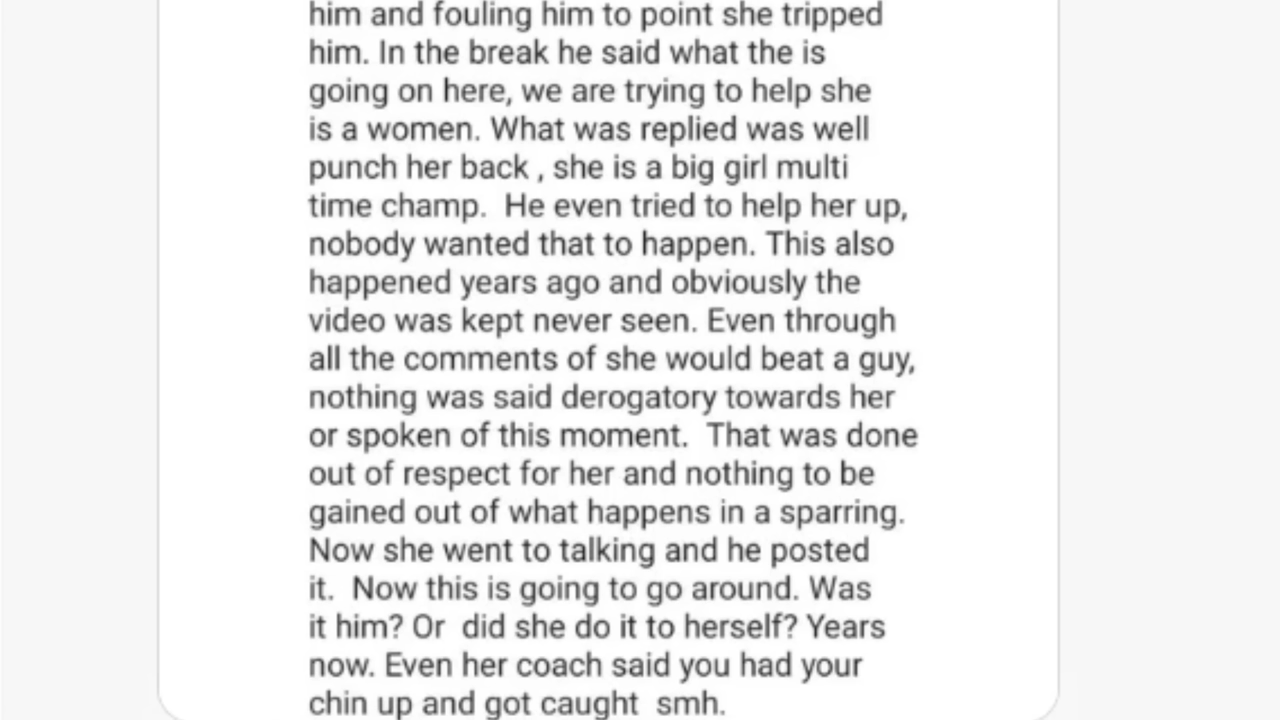 him and fouling him to point she tripped
him. In the break he said what the is
going on here, we are trying to help she
is a women. What was replied was well
punch her back , she is a big girl multi
time champ.  He even tried to help her up,
nobody wanted that to happen. This also
happened years ago and obviously the
video was kept never seen. Even through
all the comments of she would beat a guy,
nothing was said derogatory towards her
or spoken of this moment.  That was done
out of respect for her and nothing to be
gained out of what happens in a sparring.
Now she went to talking and he posted
it.  Now this is going to go around. Was
it him? Or  did she do it to herself? Years
now. Even her coach said you had your
chin up and got caught  smh.